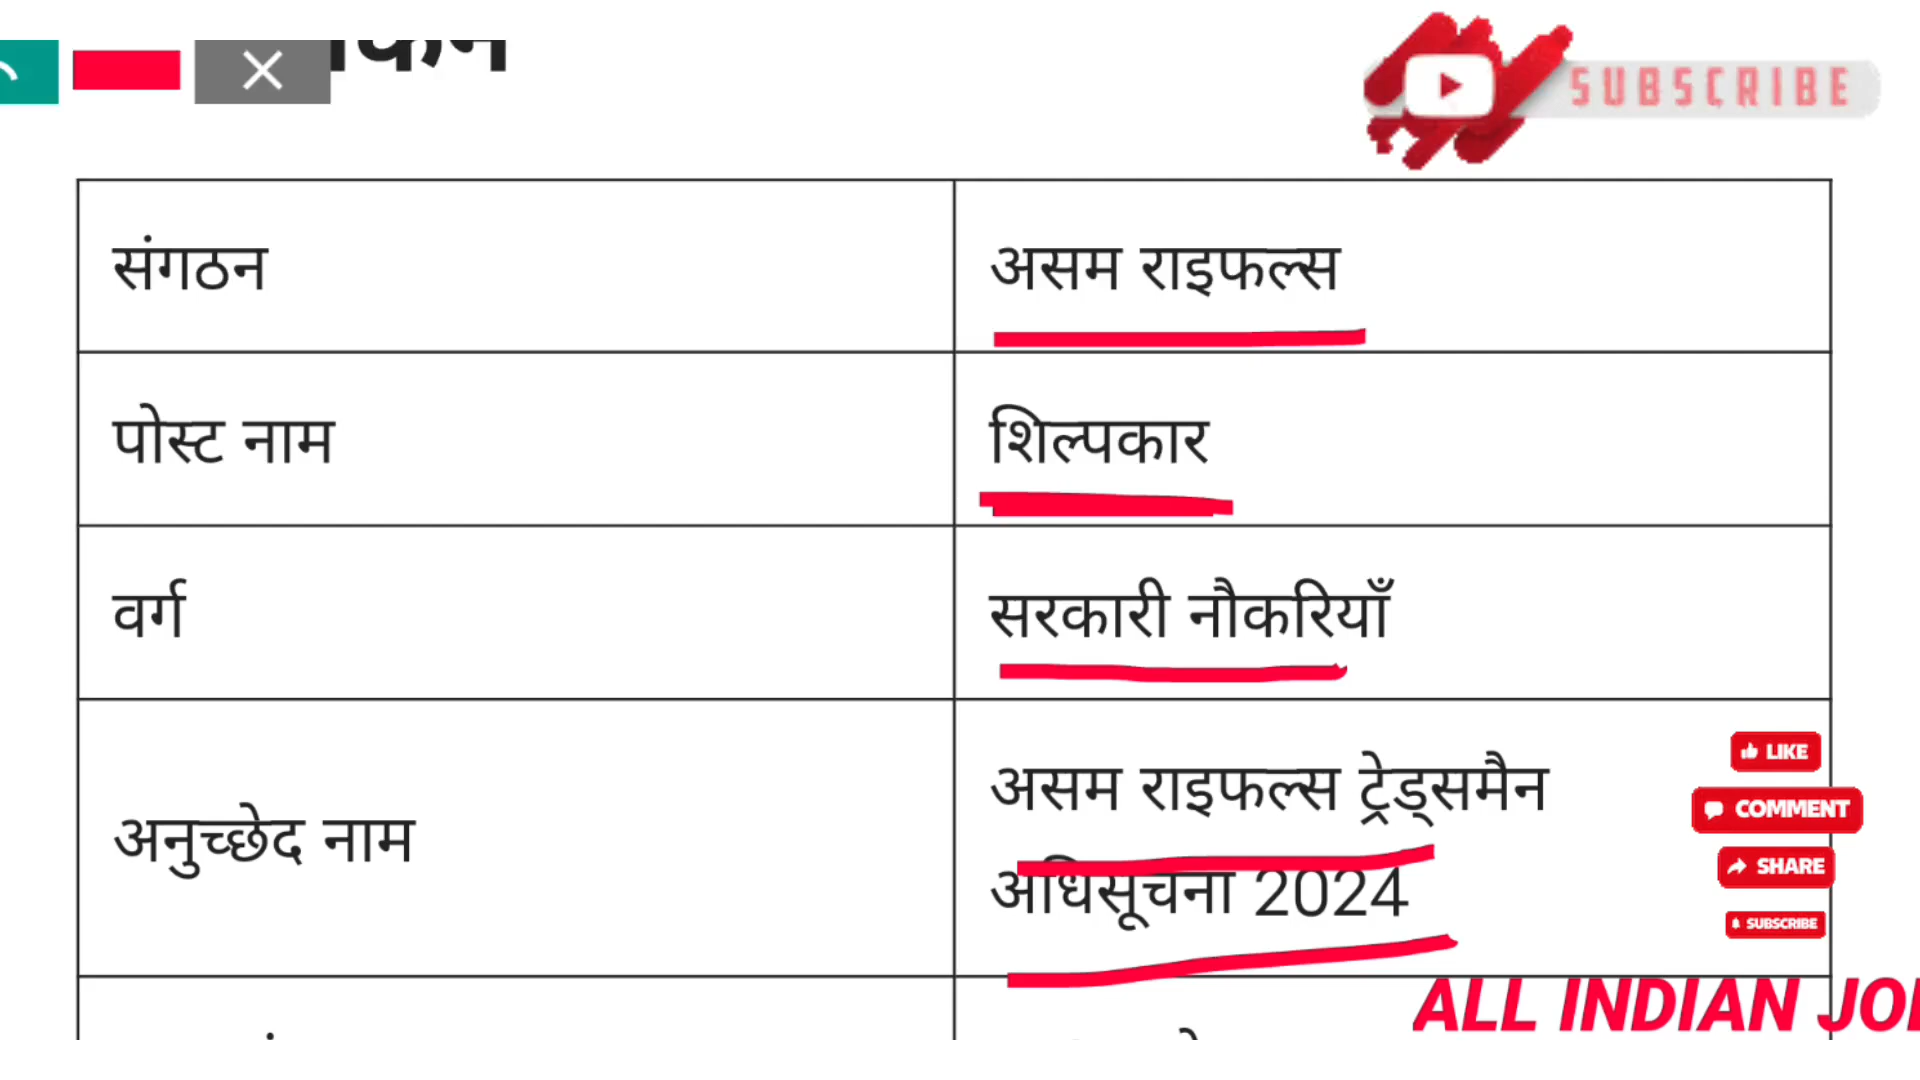 SUBSCRIBE
संगठन
असम राइफल्स
पोस्ट नाम
शिल्पकार
वर्ग
सरकारी नौकरियाँ
अनुच्छेद नाम
असम राइफल्स ट्रेड्समैन
अधिसूचना 2024
LIKE
COMMENT
SHARE
SUBSCRIBE
ALL INDIAN